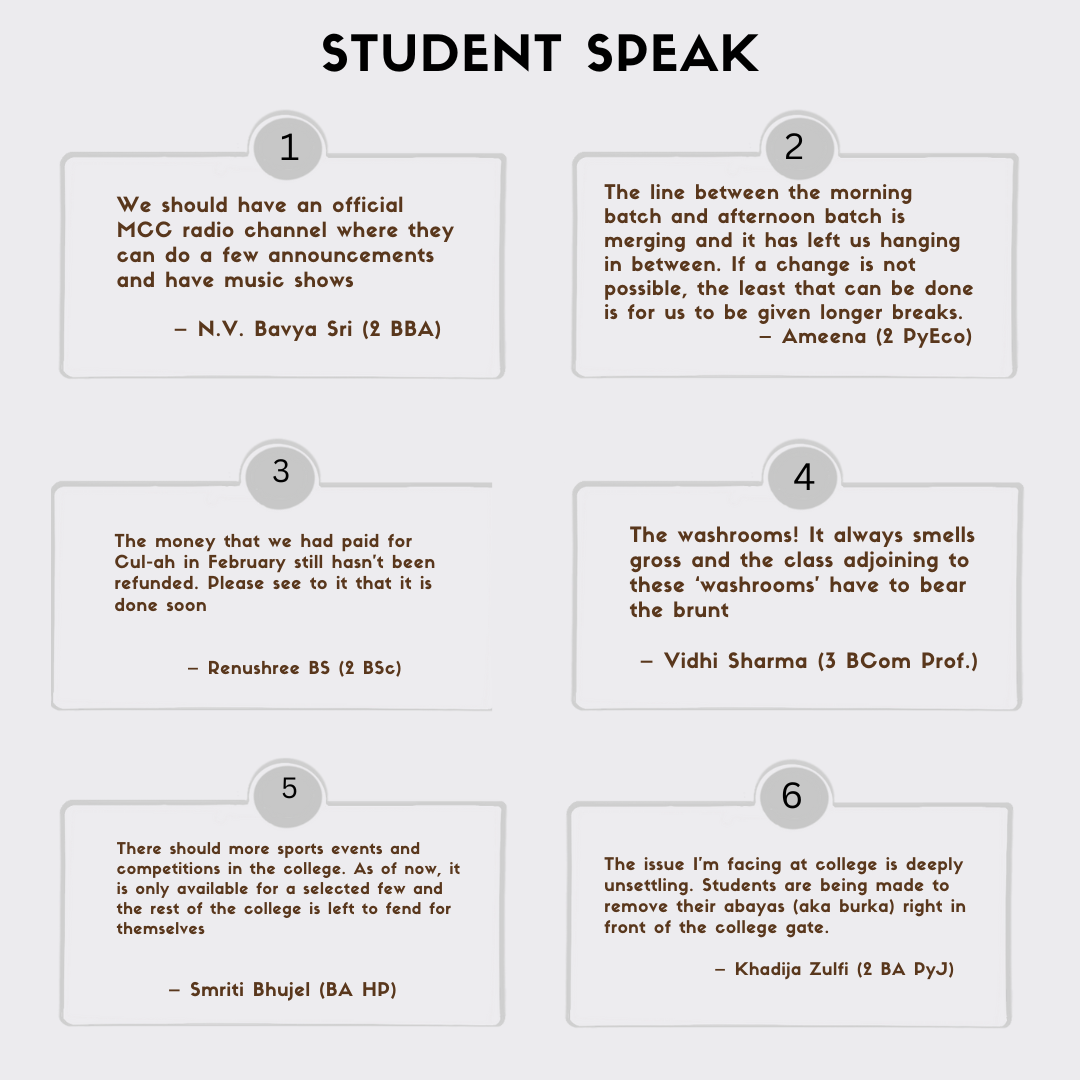 STUDENT SPEAK
1
We should have an official
MCC radio channel where they
can do a few announcements
and have music shows
– N.V. Bavya Sri (2 BBA)
2
The line between the morning
batch and afternoon batch is
merging and it has left us hanging
in between. If a change is not
possible, the least that can be done
is for us to be given longer breaks.
– Ameena (2 PyEco)
3
The money that we had paid for
Cul-ah in February still hasn't been
refunded. Please see to it that it is
done soon
– Renushree BS (2 BSc)
4
The washrooms! It always smells
gross and the class adjoining to
these ‘washrooms’ have to bear
the brunt
– Vidhi Sharma (3 BCom Prof.)
5
There should more sports events and
competitions in the college. As of now, it
is only available for a selected few and
the rest of the college is left to fend for
themselves
– Smriti Bhujel (BA HP)
6
The issue I'm facing at college is deeply
unsettling. Students are being made to
remove their abayas (aka burka) right in
front of the college gate.
– Khadija Zulfi (2 BA PyJ)